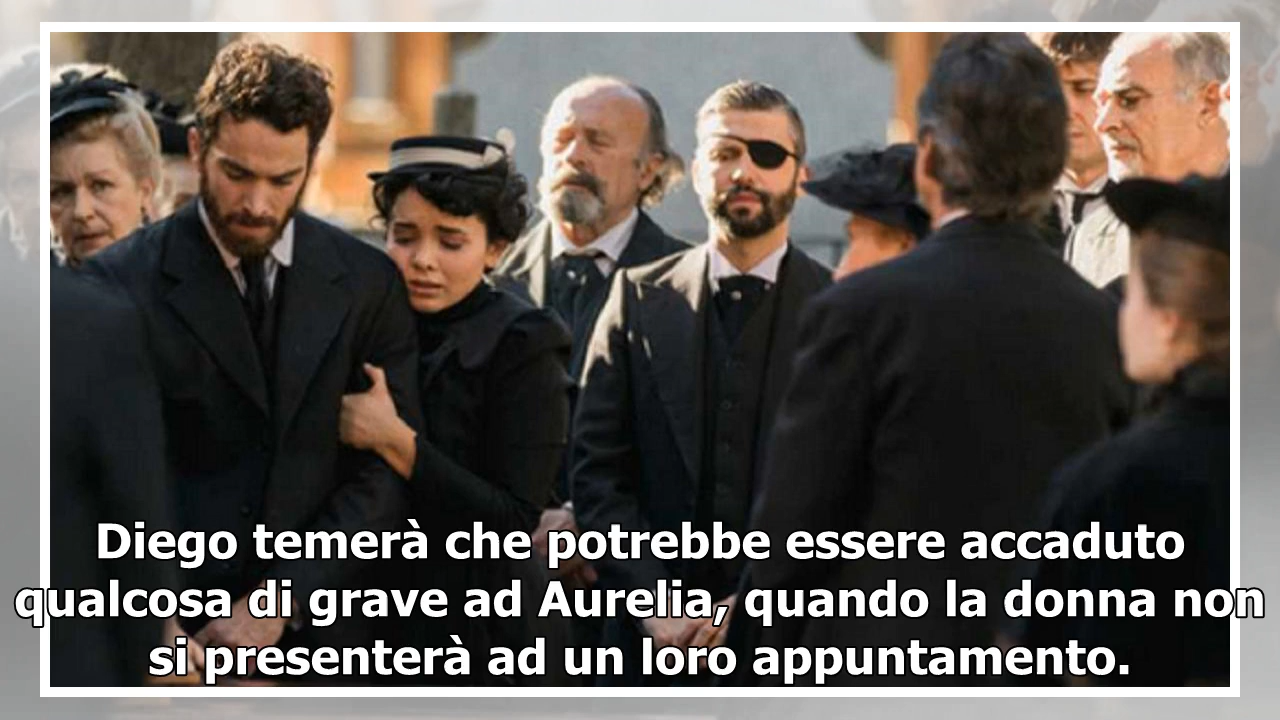 Diego temerà che potrebbe essere accaduto
qualcosa di grave ad Aurelia, quando la donna non
si presenterà ad un loro appuntamento.